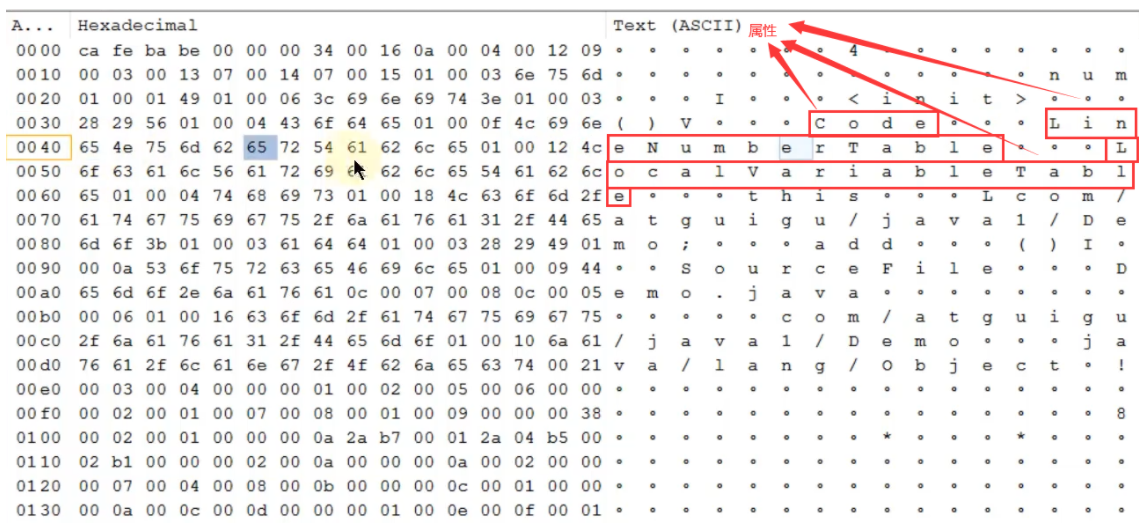 A... Hexadecimal Text (ASCII) 属性
0000 ca fe ba be 00 00 00 34 00 16 0a 00 04 00 12 09 ∘ ∘ ∘ ∘ ∘ ∘ ∘ 4 ∘ ∘ ∘ ∘ ∘ ∘ ∘ ∘
0010 00 03 00 13 07 00 14 07 00 15 01 00 03 6e 75 6d ∘ ∘ ∘ ∘ ∘ ∘ ∘ ∘ ∘ ∘ ∘ ∘ ∘ n u m
0020 01 00 01 49 01 00 06 3c 69 6e 69 74 3e 01 00 03 ∘ ∘ ∘ I ∘ ∘ ∘ < i n i t > ∘ ∘ ∘
0030 28 29 56 01 00 04 43 6f 64 65 01 00 0f 4c 69 6e ( ) V ∘ ∘ ∘ C o d e ∘ ∘ ∘ L i n
0040 65 4e 75 6d 62 65 72 54 61 62 6c 65 01 00 12 4c e N u m b e r T a b l e ∘ ∘ ∘ L
0050 6f 63 61 6c 56 61 72 69 61 62 6c 65 54 61 62 6c o c a l V a r i a b l e T a b l
0060 65 01 00 04 74 68 69 73 01 00 18 4c 63 6f 6d 2f e ∘ ∘ ∘ t h i s ∘ ∘ ∘ L c o m /
0070 61 74 67 75 69 67 75 2f 6a 61 76 61 31 2f 44 65 a t g u i g u / j a v a 1 / D e
0080 6d 6f 3b 01 00 03 61 64 64 01 00 03 28 29 49 01 m o ; ∘ ∘ ∘ a d d ∘ ∘ ∘ ( ) I ∘
0090 00 0a 53 6f 75 72 63 65 46 69 6c 65 01 00 09 44 ∘ ∘ S o u r c e F i l e ∘ ∘ ∘ D
00a0 65 6d 6f 2e 6a 61 76 61 0c 00 07 00 08 0c 00 05 e m o . j a v a ∘ ∘ ∘ ∘ ∘ ∘ ∘ ∘
00b0 00 06 01 00 16 63 6f 6d 2f 61 74 67 75 69 67 75 ∘ ∘ ∘ ∘ ∘ c o m / a t g u i g u
00c0 2f 6a 61 76 61 31 2f 44 65 6d 6f 01 00 10 6a 61 / j a v a 1 / D e m o ∘ ∘ ∘ j a
00d0 76 61 2f 6c 61 6e 67 2f 4f 62 6a 65 63 74 00 21 v a / l a n g / O b j e c t ∘ !
00e0 00 03 00 04 00 00 00 01 00 02 00 05 00 06 00 00 ∘ ∘ ∘ ∘ ∘ ∘ ∘ ∘ ∘ ∘ ∘ ∘ ∘ ∘ ∘ ∘
00f0 00 02 00 01 00 07 00 08 00 01 00 09 00 00 00 38 ∘ ∘ ∘ ∘ ∘ ∘ ∘ ∘ ∘ ∘ ∘ ∘ ∘ ∘ ∘ 8
0100 00 02 00 01 00 00 00 0a 2a b7 00 01 2a 04 b5 00 ∘ ∘ ∘ ∘ ∘ ∘ ∘ ∘ * ∘ ∘ ∘ * ∘ ∘ ∘
0110 02 b1 00 00 00 02 00 0a 00 00 00 0a 00 02 00 00 ∘ ∘ ∘ ∘ ∘ ∘ ∘ ∘ ∘ ∘ ∘ ∘ ∘ ∘ ∘ ∘
0120 00 07 00 04 00 08 00 0b 00 00 00 0c 00 01 00 00 ∘ ∘ ∘ ∘ ∘ ∘ ∘ ∘ ∘ ∘ ∘ ∘ ∘ ∘ ∘ ∘
0130 00 0a 00 0c 00 0d 00 00 00 01 00 0e 00 0f 00 01 ∘ ∘ ∘ ∘ ∘ ∘ ∘ ∘ ∘ ∘ ∘ ∘ ∘ ∘ ∘ ∘